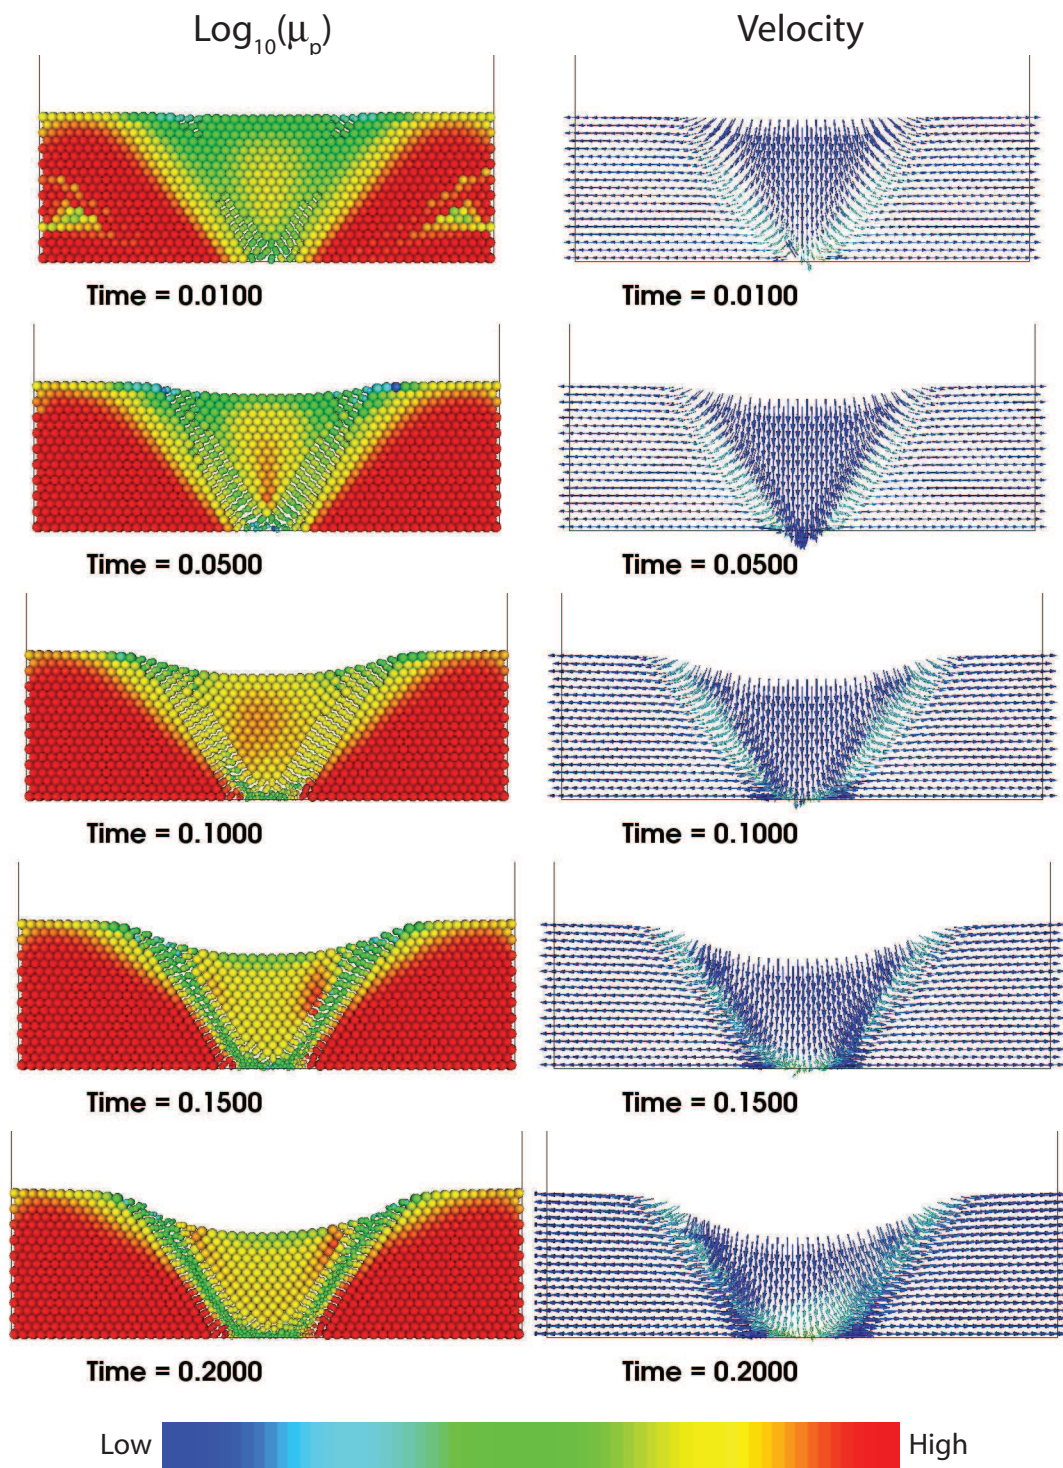 Log₁₀(μₚ) Velocity
Time = 0.0100 Time = 0.0100
Time = 0.0500 Time = 0.0500
Time = 0.1000 Time = 0.1000
Time = 0.1500 Time = 0.1500
Time = 0.2000 Time = 0.2000
Low High